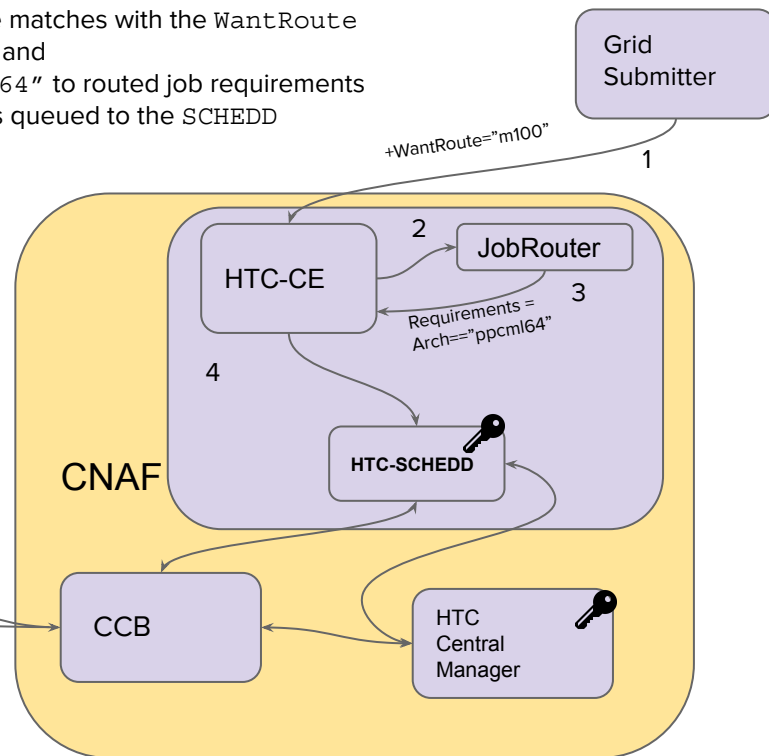 e matches with the WantRoute
and
64” to routed job requirements
s queued to the SCHEDD
Grid
Submitter
+WantRoute=”m100”
1
2
JobRouter
HTC-CE
3
Requirements =
Arch==”ppcml64”
4
HTC-SCHEDD
CNAF
CCB
HTC
Central
Manager